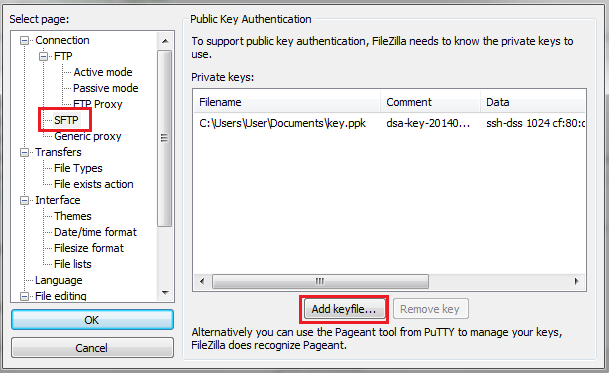 Select page:
Connection
FTP
Active mode
Passive mode
FTP Proxy
SFTP
Generic proxy
Transfers
File Types
File exists action
Interface
Themes
Date/time format
Filesize format
File lists
Language
File editing
OK
Cancel
Public Key Authentication
To support public key authentication, FileZilla needs to know the private keys to
use.
Private keys:
Filename Comment Data
C:\Users\User\Documents\key.ppk dsa-key-20140... ssh-dss 1024 cf:80:c
Add keyfile... Remove key
Alternatively you can use the Pageant tool from PuTTY to manage your keys,
FileZilla does recognize Pageant.